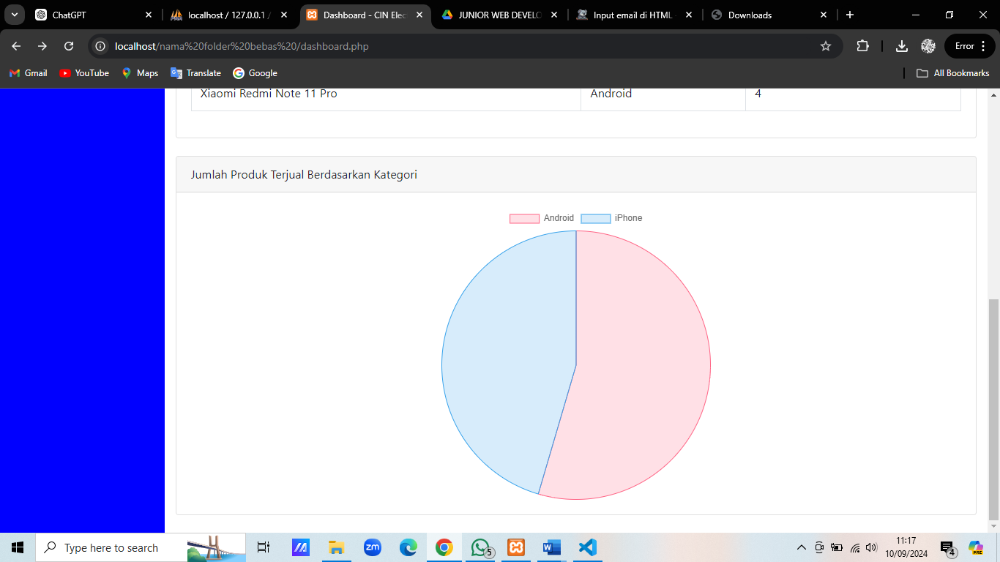 ChatGPT
localhost / 127.0.0.1 /
Dashboard - CIN Elec
JUNIOR WEB DEVELO
Input email di HTML
Downloads
localhost/nama%20folder%20bebas%20/dashboard.php
Error
Gmail
YouTube
Maps
Translate
Google
All Bookmarks
Xiaomi Redmi Note 11 Pro
Android
4
Jumlah Produk Terjual Berdasarkan Kategori
Android
iPhone
Type here to search
zm
5
W
11:17
10/09/2024
4
PRE